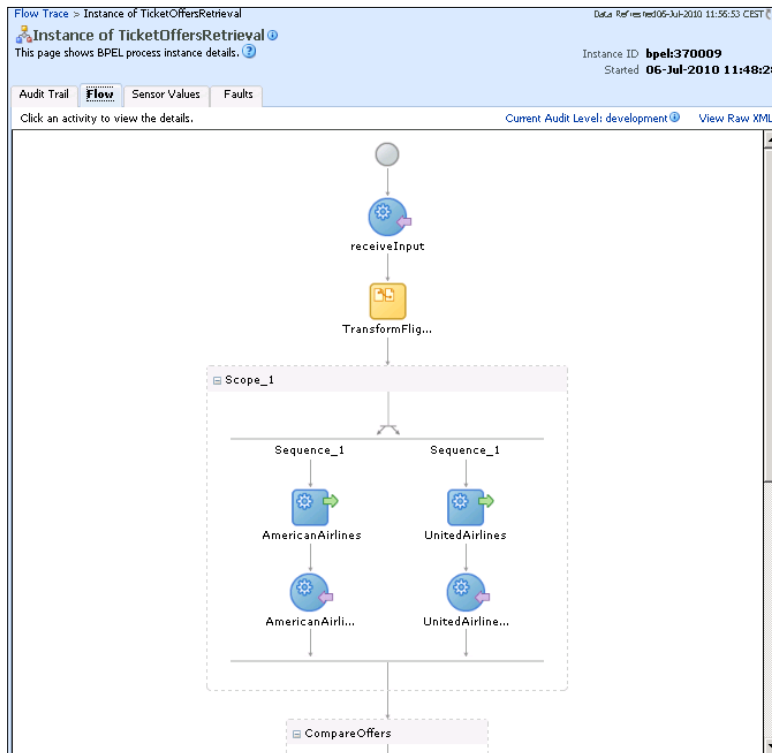 Flow Trace > Instance of TicketOffersRetrieval
Data Refreshed06-Jul-2010 11:56:53 CEST
Instance of TicketOffersRetrieval
This page shows BPEL process instance details.
Instance ID bpel:370009
Started 06-Jul-2010 11:48:28
Audit Trail Flow Sensor Values Faults
Click an activity to view the details.
Current Audit Level: development View Raw XML
receiveInput
TransformFlig...
Scope_1
Sequence_1 Sequence_1
AmericanAirlines UnitedAirlines
AmericanAirli... UnitedAirline...
CompareOffers